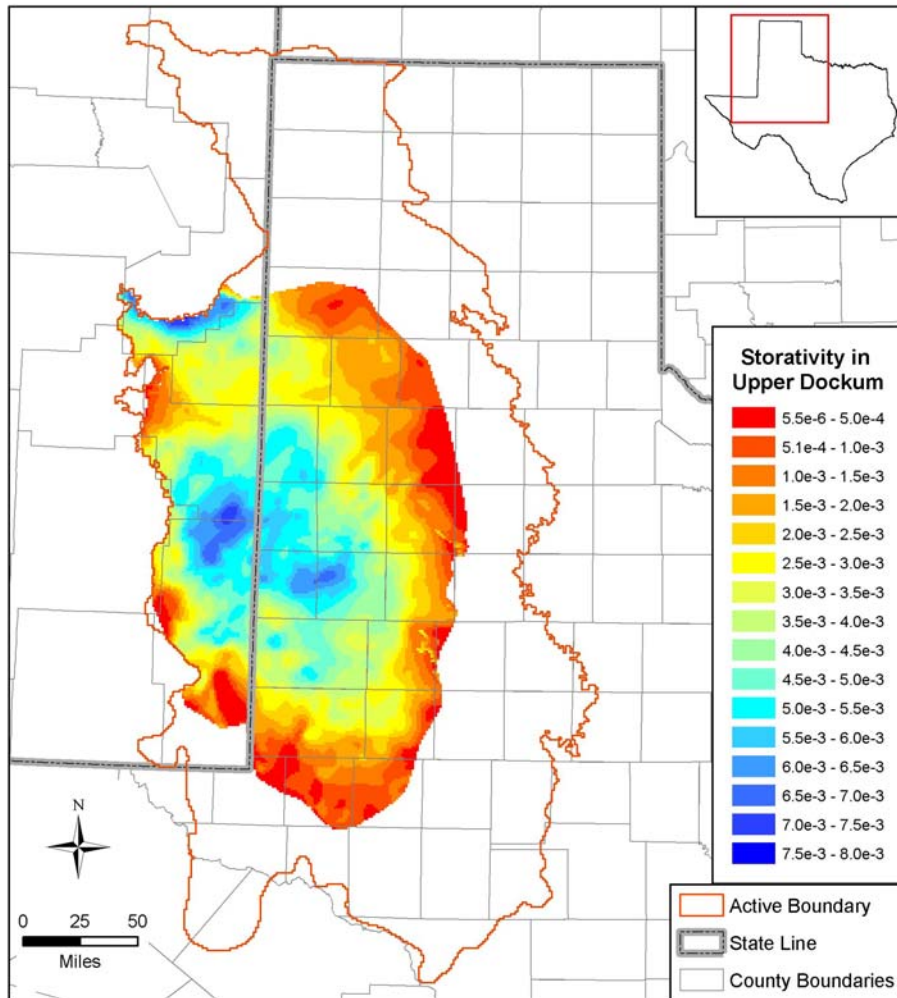 Storativity in
Upper Dockum
5.5e-6 - 5.0e-4
5.1e-4 - 1.0e-3
1.0e-3 - 1.5e-3
1.5e-3 - 2.0e-3
2.0e-3 - 2.5e-3
2.5e-3 - 3.0e-3
3.0e-3 - 3.5e-3
3.5e-3 - 4.0e-3
4.0e-3 - 4.5e-3
4.5e-3 - 5.0e-3
5.0e-3 - 5.5e-3
5.5e-3 - 6.0e-3
6.0e-3 - 6.5e-3
6.5e-3 - 7.0e-3
7.0e-3 - 7.5e-3
7.5e-3 - 8.0e-3
N
0 25 50
Miles
Active Boundary
State Line
County Boundaries